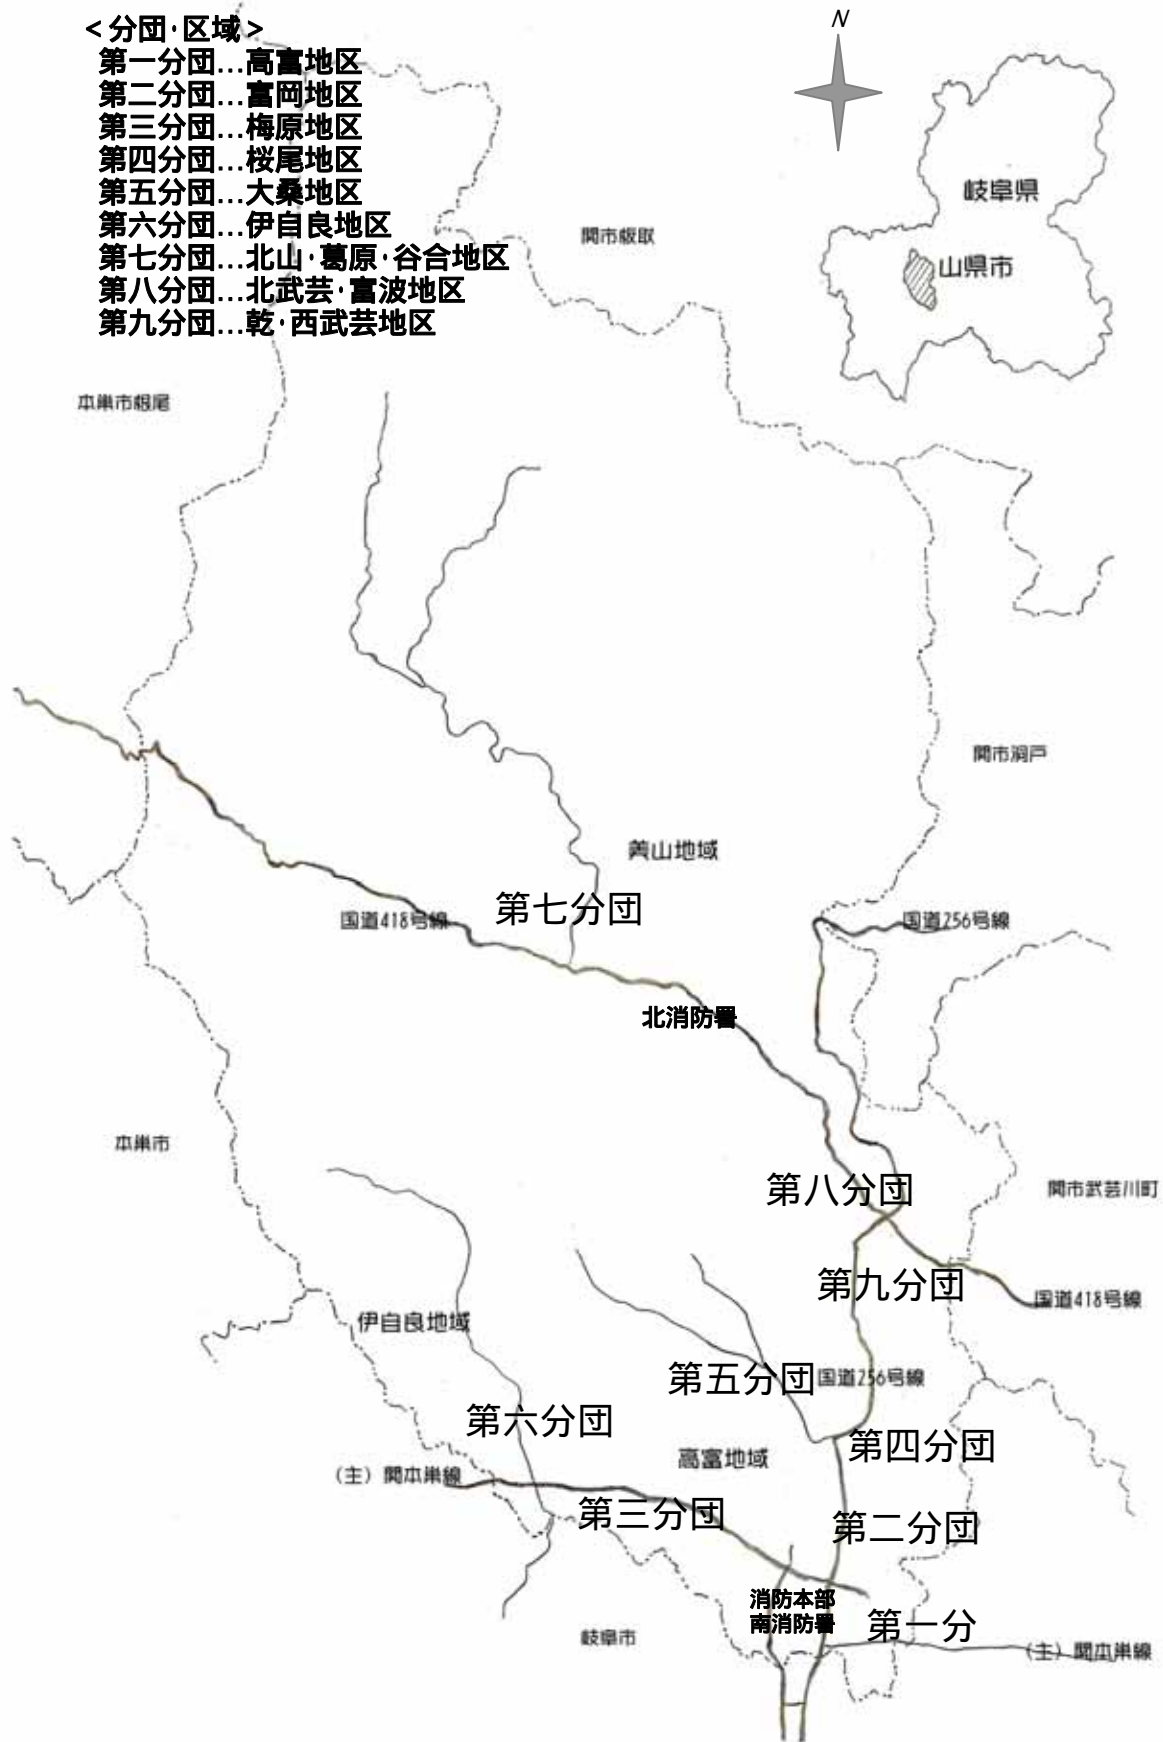 <分団・区域>
第一分団…高富地区
第二分団…富岡地区
第三分団…梅原地区
第四分団…桜尾地区
第五分団…大桑地区
第六分団…伊自良地区
第七分団…北山・葛原・谷合地区
第八分団…北武芸・富波地区
第九分団…乾・西武芸地区
N
岐阜県
山県市
関市板取
本巣市根尾
関市洞戸
美山地域
第七分団
国道418号線
国道256号線
北消防署
本巣市
第八分団
関市武芸川町
第九分団
国道418号線
伊自良地域
第五分団
国道256号線
第六分団
第四分団
高富地域
(主)関本巣線
第三分団
第二分団
消防本部
南消防署
第一分
岐阜市
(主)関本巣線